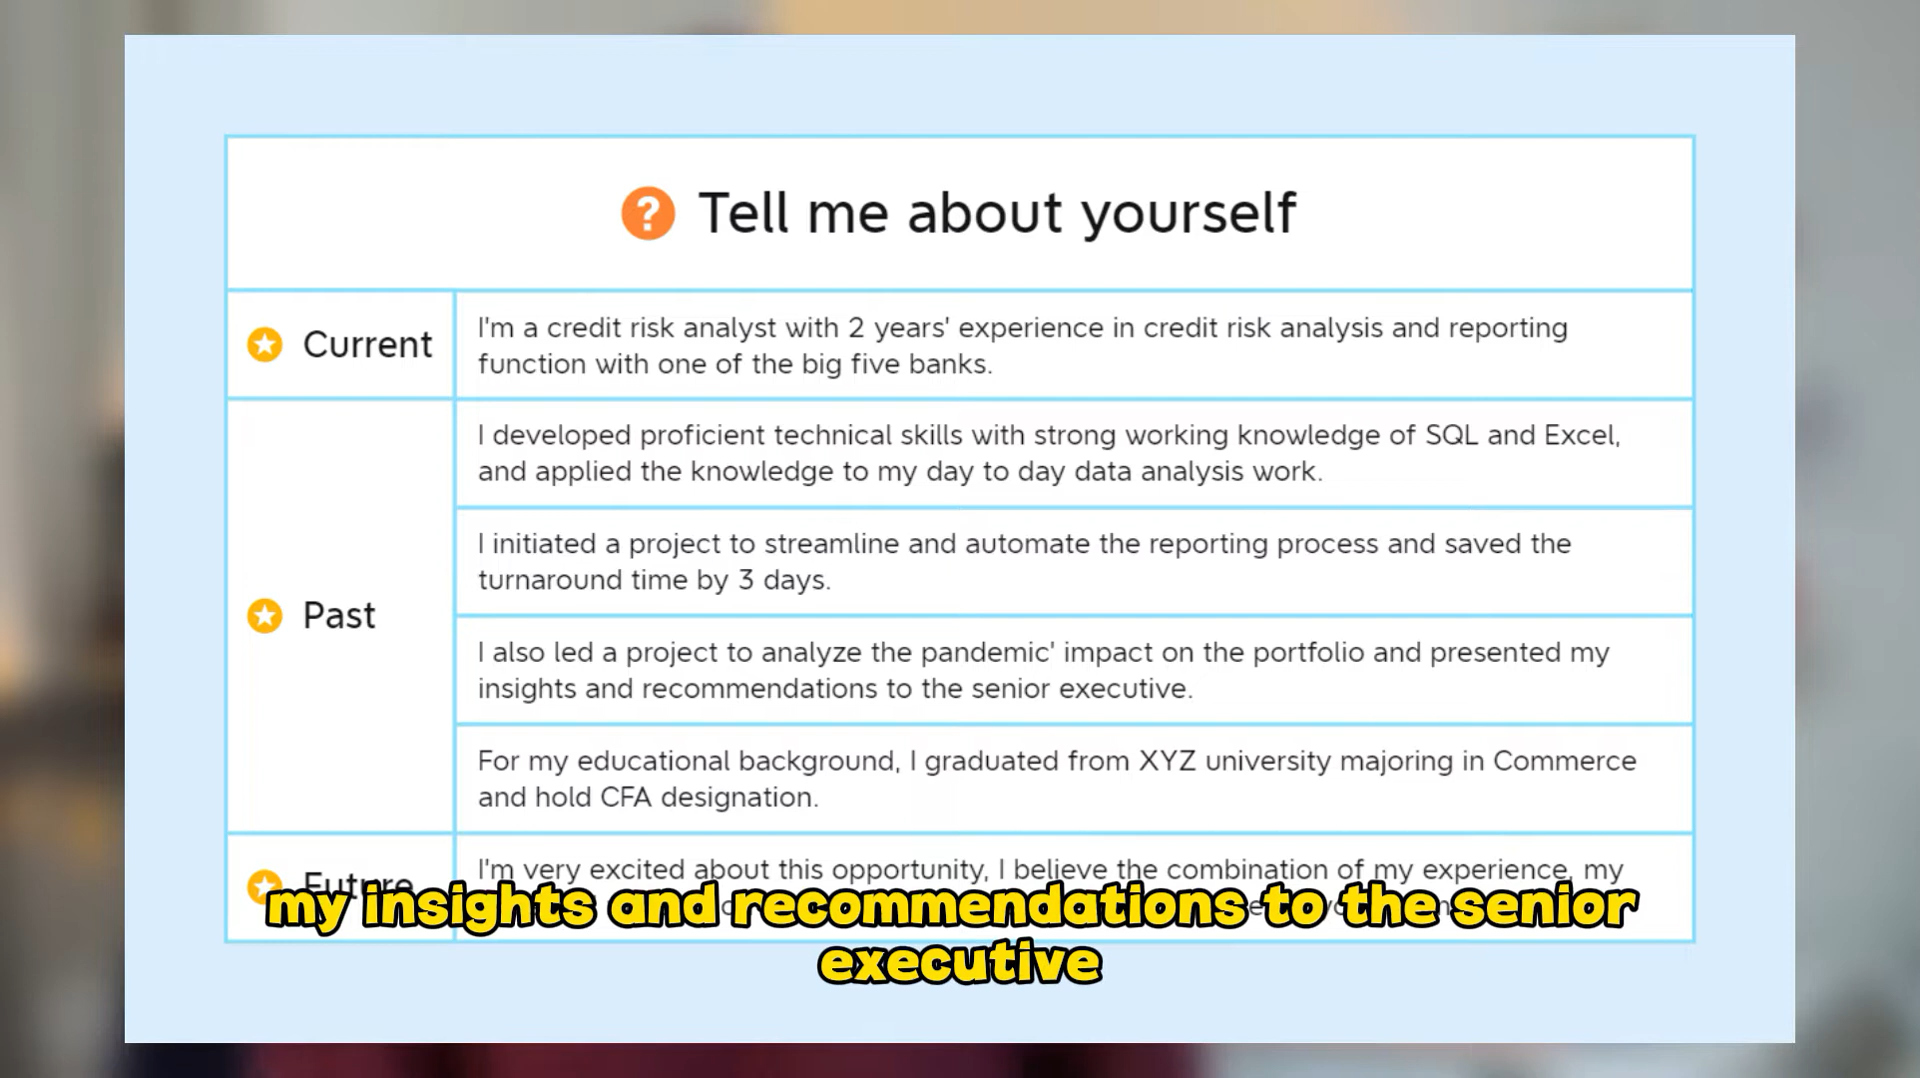 Tell me about yourself
Current
I'm a credit risk analyst with 2 years' experience in credit risk analysis and reporting
function with one of the big five banks.
Past
I developed proficient technical skills with strong working knowledge of SQL and Excel,
and applied the knowledge to my day to day data analysis work.
I initiated a project to streamline and automate the reporting process and saved the
turnaround time by 3 days.
I also led a project to analyze the pandemic' impact on the portfolio and presented my
insights and recommendations to the senior executive.
For my educational background, I graduated from XYZ university majoring in Commerce
and hold CFA designation.
Future
I'm very excited about this opportunity, I believe the combination of my experience, my
my insights and recommendations to the senior
executive